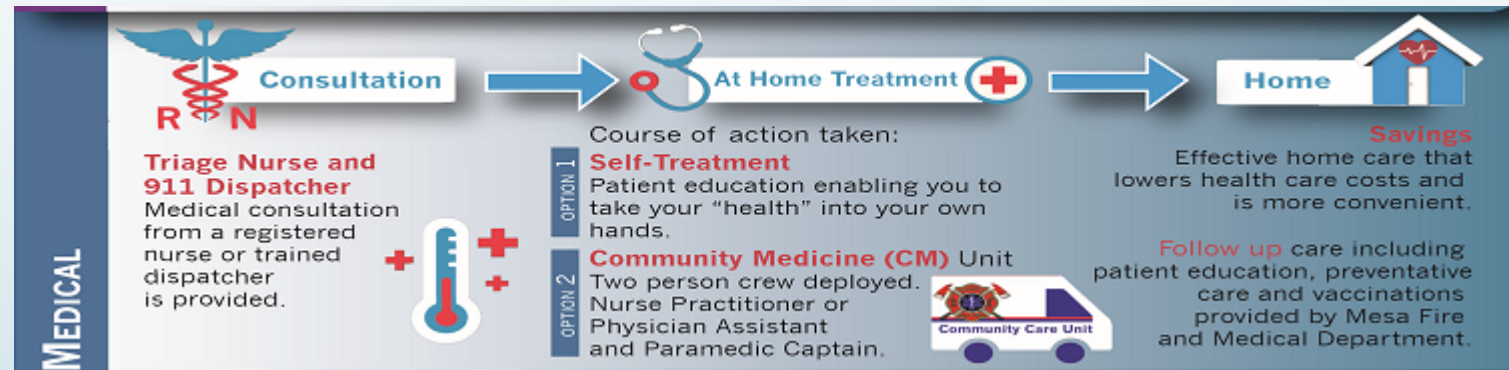 MEDICAL
Consultation
R N
Triage Nurse and
911 Dispatcher
Medical consultation
from a registered
nurse or trained
dispatcher
is provided.
At Home Treatment
Course of action taken:
OPTION 1
Self-Treatment
Patient education enabling you to
take your “health” into your own
hands.
OPTION 2
Community Medicine (CM) Unit
Two person crew deployed.
Nurse Practitioner or
Physician Assistant
and Paramedic Captain.
Community Care Unit
Home
Savings
Effective home care that
lowers health care costs and
is more convenient.
Follow up care including
patient education, preventative
care and vaccinations
provided by Mesa Fire
and Medical Department.